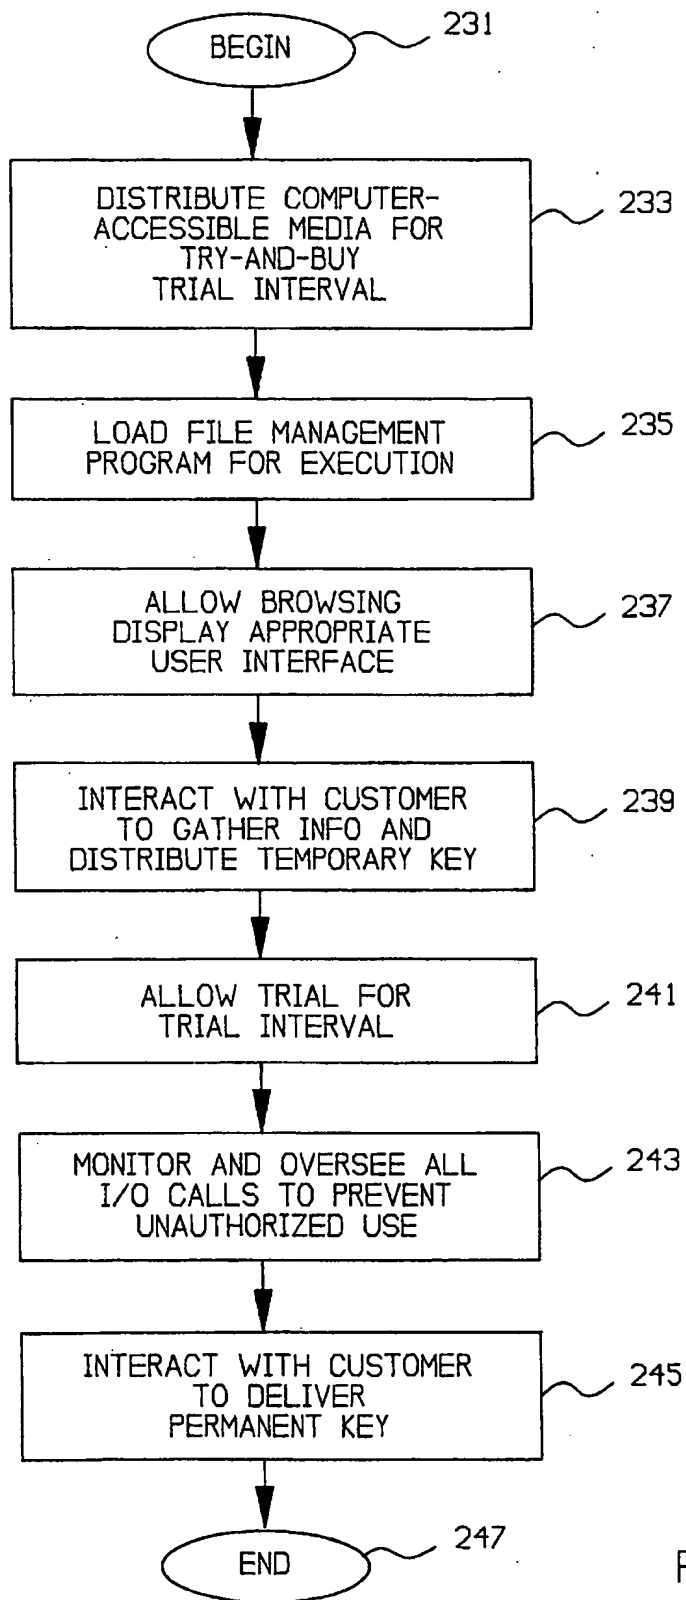 BEGIN
231
DISTRIBUTE COMPUTER-
ACCESSIBLE MEDIA FOR
TRY-AND-BUY
TRIAL INTERVAL
233
LOAD FILE MANAGEMENT
PROGRAM FOR EXECUTION
235
ALLOW BROWSING
DISPLAY APPROPRIATE
USER INTERFACE
237
INTERACT WITH CUSTOMER
TO GATHER INFO AND
DISTRIBUTE TEMPORARY KEY
239
ALLOW TRIAL FOR
TRIAL INTERVAL
241
MONITOR AND OVERSEE ALL
I/O CALLS TO PREVENT
UNAUTHORIZED USE
243
INTERACT WITH CUSTOMER
TO DELIVER
PERMANENT KEY
245
END
247